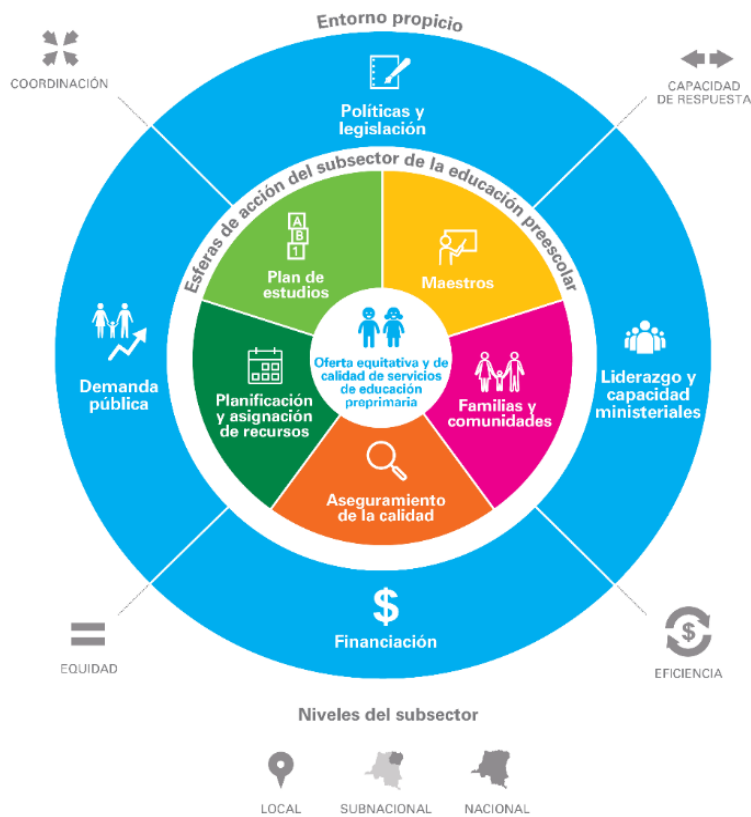 Entorno propicio
COORDINACIÓN
CAPACIDAD
DE RESPUESTA
Políticas y
legislación
Esferas de acción del subsector de la educación preescolar
A
B
1
Plan de
estudios
Maestros
Demanda
pública
Oferta equitativa y de
calidad de servicios
de educación
preprimaria
Liderazgo y
capacidad
ministeriales
Planificación
y asignación
de recursos
Familias y
comunidades
Aseguramiento
de la calidad
$
Financiación
EQUIDAD
$
EFICIENCIA
Niveles del subsector
LOCAL
SUBNACIONAL
NACIONAL